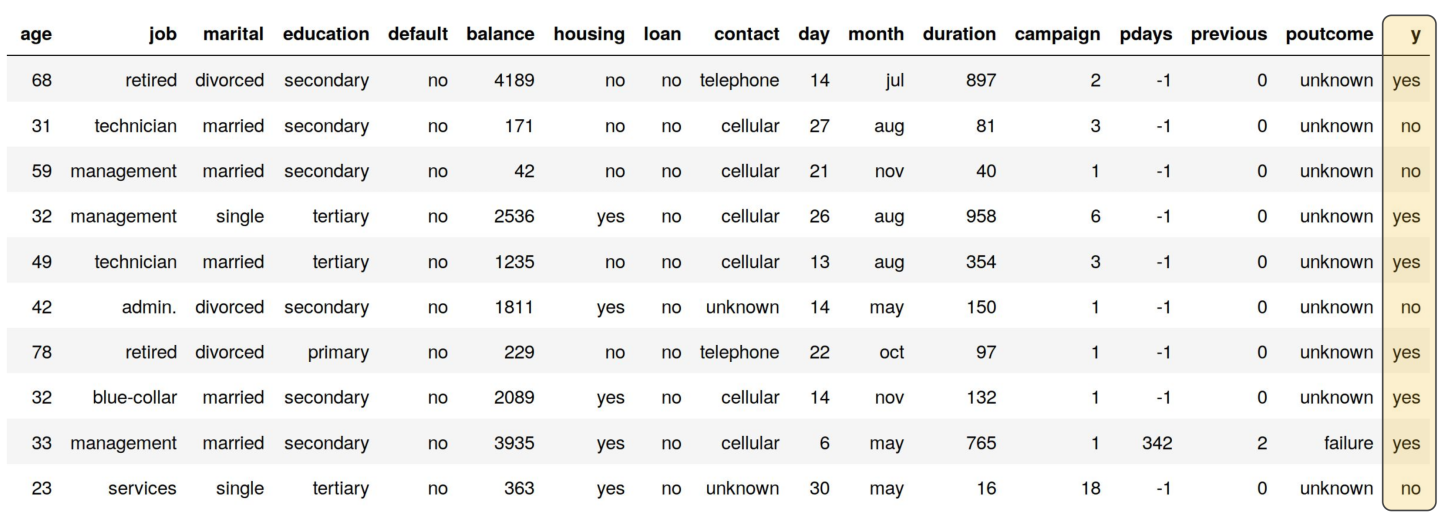 age job marital education default balance housing loan contact day month duration campaign pdays previous poutcome y
68 retired divorced secondary no 4189 no no telephone 14 jul 897 2 -1 0 unknown yes
31 technician married secondary no 171 no no cellular 27 aug 81 3 -1 0 unknown no
59 management married secondary no 42 no no cellular 21 nov 40 1 -1 0 unknown no
32 management single tertiary no 2536 yes no cellular 26 aug 958 6 -1 0 unknown yes
49 technician married tertiary no 1235 no no cellular 13 aug 354 3 -1 0 unknown yes
42 admin. divorced secondary no 1811 yes no unknown 14 may 150 1 -1 0 unknown no
78 retired divorced primary no 229 no no telephone 22 oct 97 1 -1 0 unknown yes
32 blue-collar married secondary no 2089 yes no cellular 14 nov 132 1 -1 0 unknown yes
33 management married secondary no 3935 yes no cellular 6 may 765 1 342 2 failure yes
23 services single tertiary no 363 yes no unknown 30 may 16 18 -1 0 unknown no